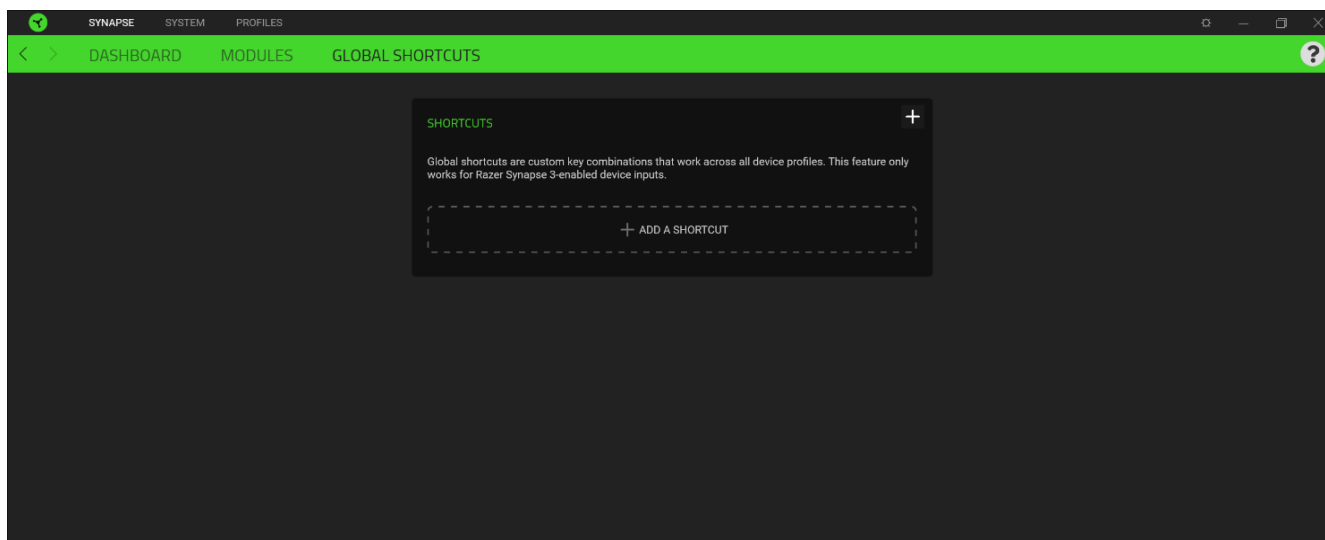 SYNAPSE SYSTEM PROFILES
DASHBOARD MODULES GLOBAL SHORTCUTS ?
SHORTCUTS
Global shortcuts are custom key combinations that work across all device profiles. This feature only
works for Razer Synapse 3-enabled device inputs.
ADD A SHORTCUT